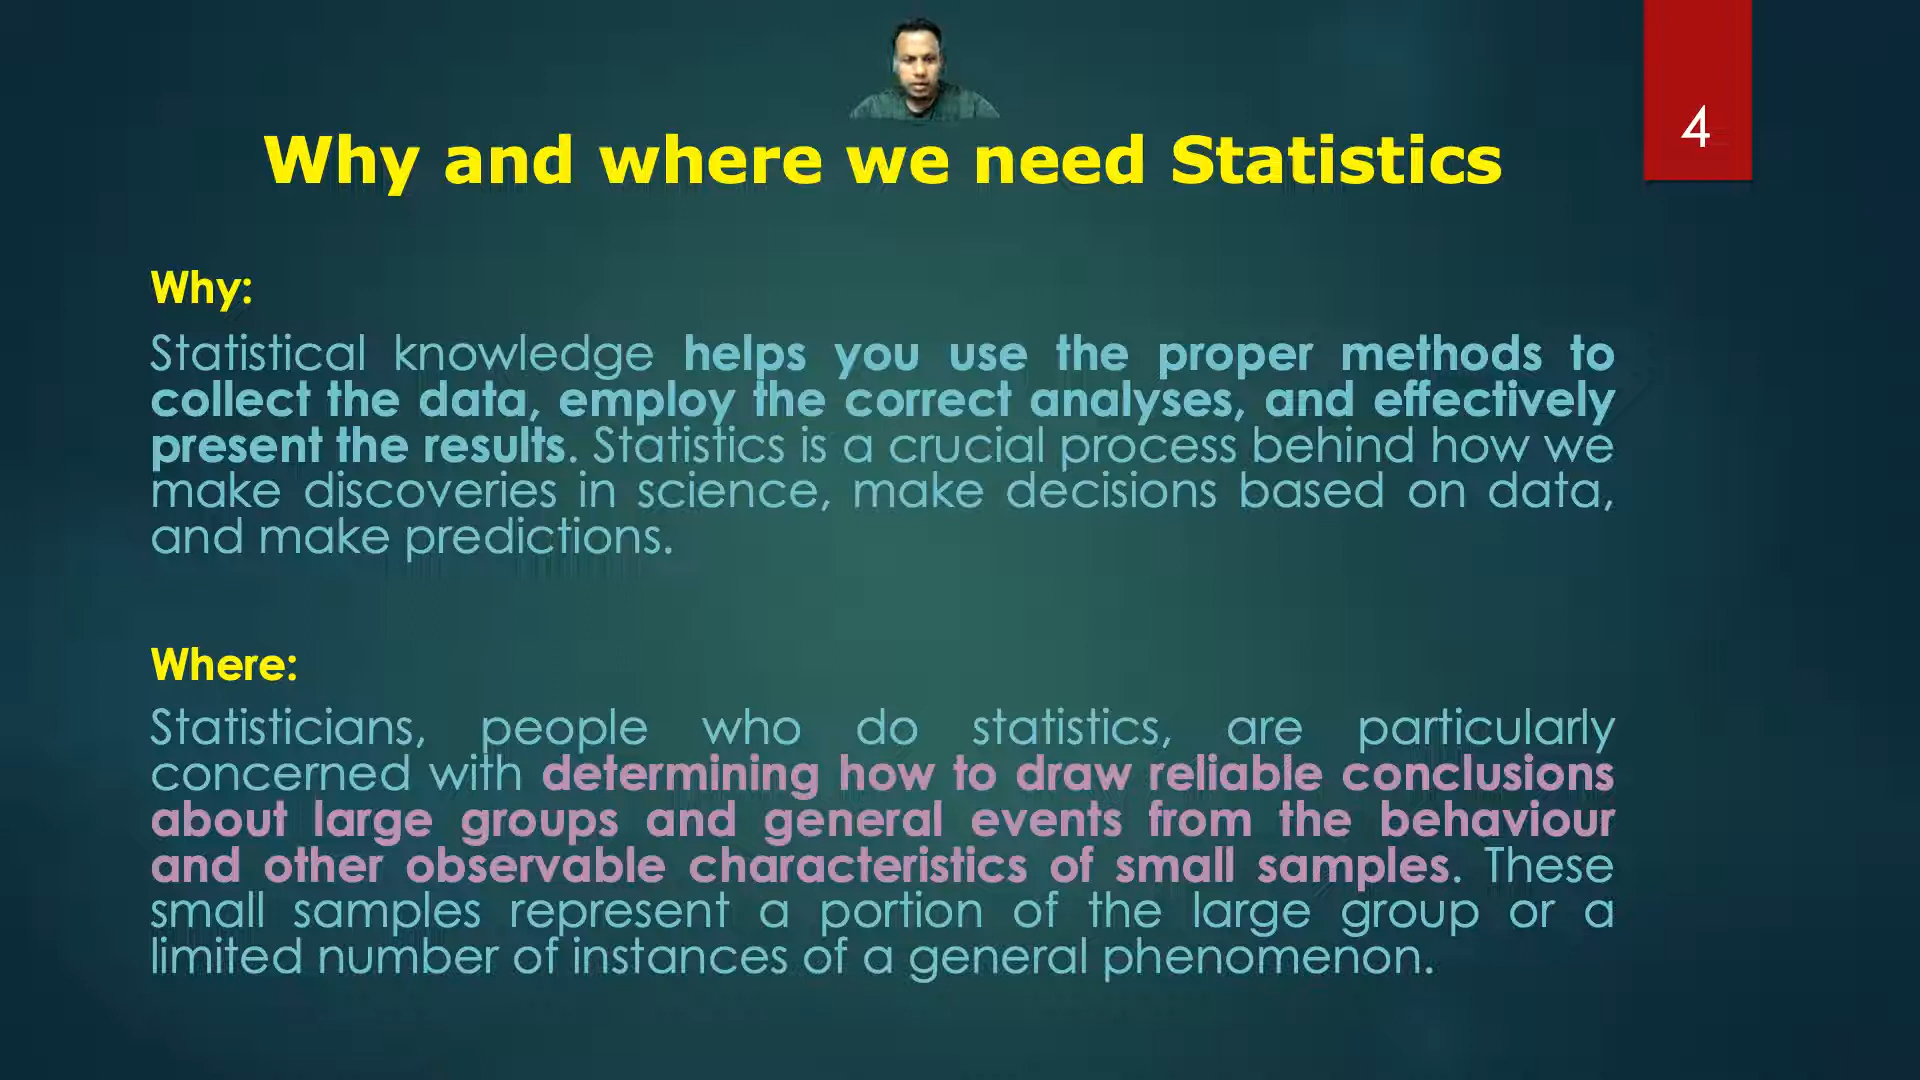 4
Why and where we need Statistics
Why:
Statistical knowledge helps you use the proper methods to
collect the data, employ the correct analyses, and effectively
present the results. Statistics is a crucial process behind how we
make discoveries in science, make decisions based on data,
and make predictions.
Where:
Statisticians, people who do statistics, are particularly
concerned with determining how to draw reliable conclusions
about large groups and general events from the behaviour
and other observable characteristics of small samples. These
small samples represent a portion of the large group or a
limited number of instances of a general phenomenon.